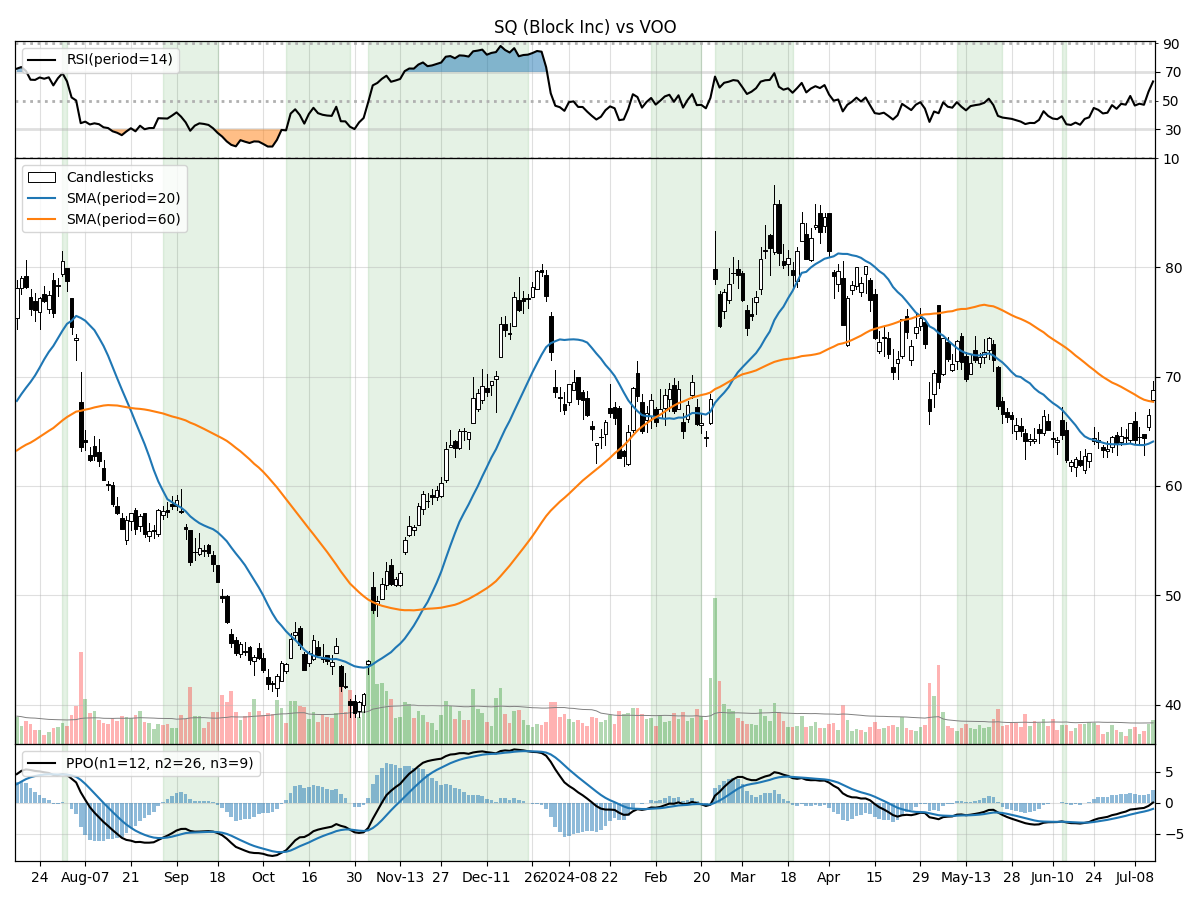 SQ (Block Inc) vs VOO
RSI(period=14)
90
70
50
30
10
Candlesticks
SMA(period=20)
SMA(period=60)
80
70
60
50
40
PPO(n1=12, n2=26, n3=9)
5
0
−5
24 Aug-07 21 Sep 18 Oct 16 30 Nov-13 27 Dec-11 26 2024-08 22 Feb 20 Mar 18 Apr 15 29 May-13 28 Jun-10 24 Jul-08